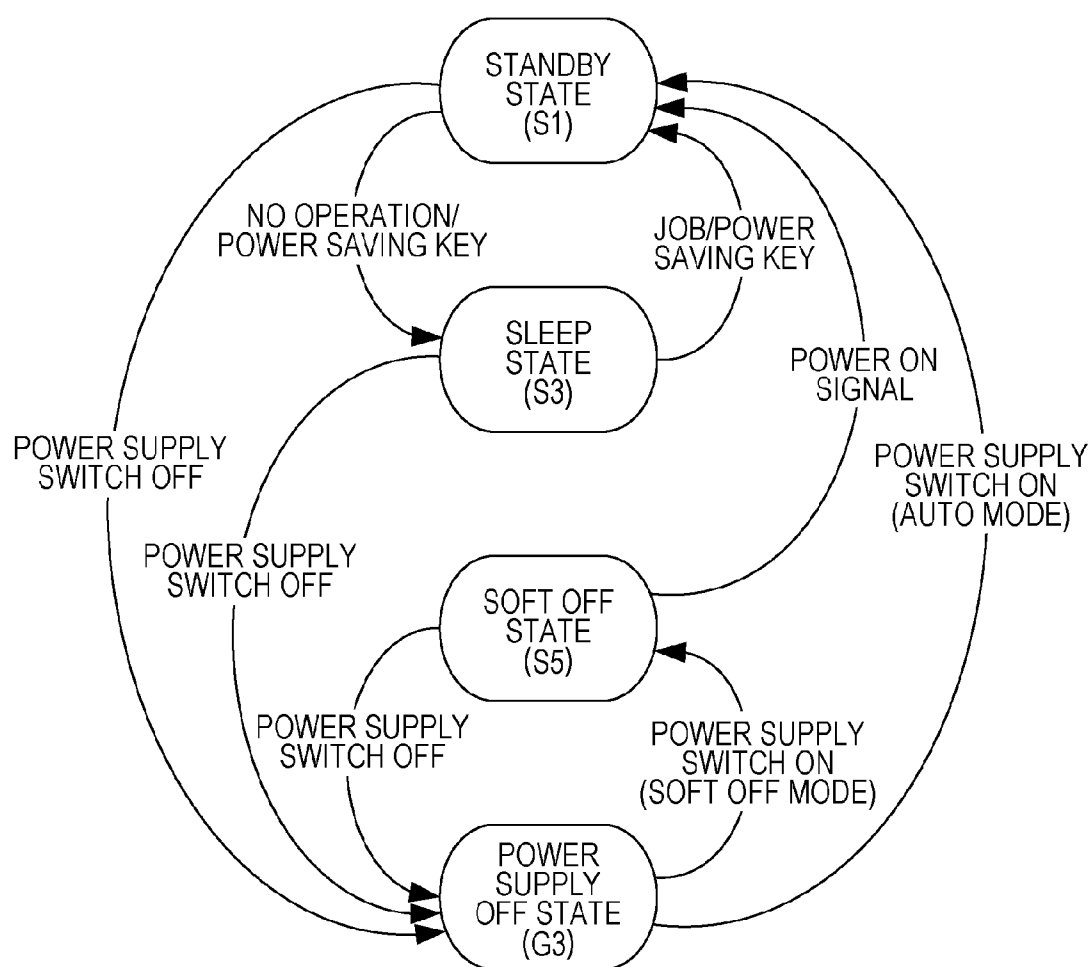 STANDBY
STATE
(S1)
NO OPERATION/
POWER SAVING KEY
JOB/POWER
SAVING KEY
SLEEP
STATE
(S3)
POWER ON
SIGNAL
POWER SUPPLY
SWITCH OFF
POWER SUPPLY
SWITCH ON
(AUTO MODE)
POWER SUPPLY
SWITCH OFF
SOFT OFF
STATE
(S5)
POWER SUPPLY
SWITCH OFF
POWER SUPPLY
SWITCH ON
(SOFT OFF MODE)
POWER
SUPPLY
OFF STATE
(G3)